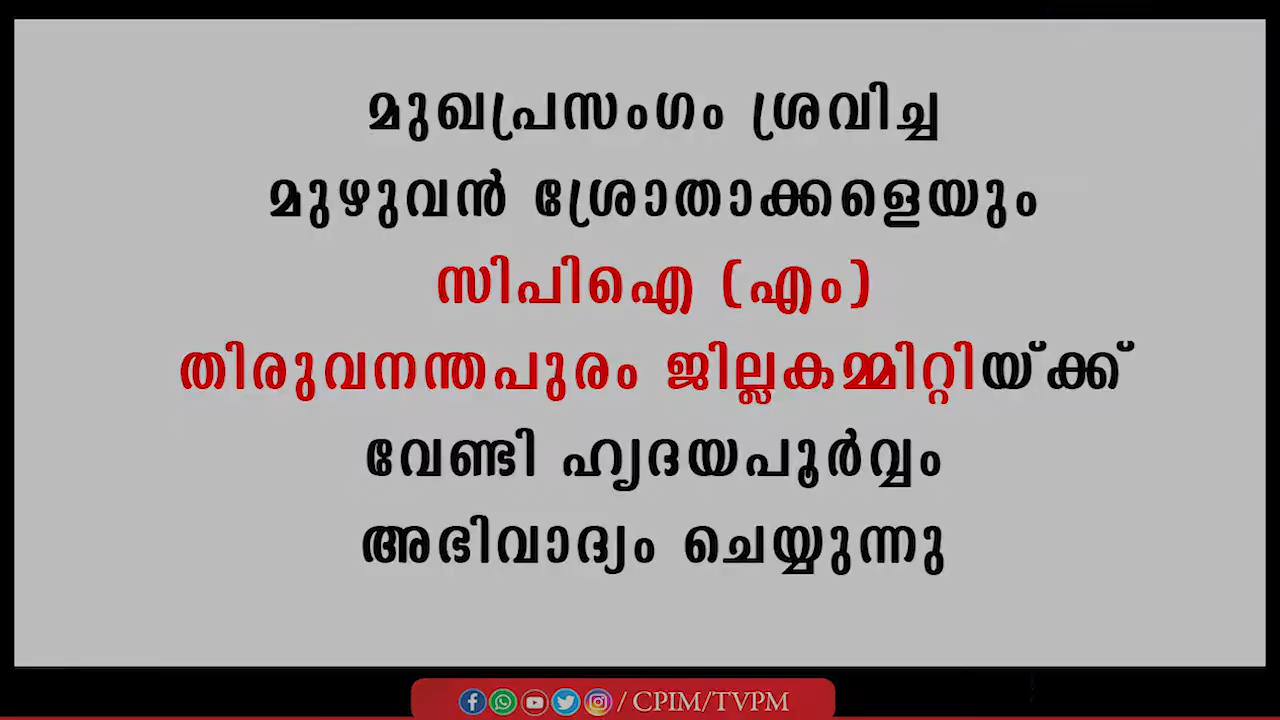 മുഖപ്രസംഗം ശ്രവിച്ച
മുഴുവൻ ശ്രോതാക്കളെയും
സിപിഐ (എം)
തിരുവനന്തപുരം ജില്ലകമ്മിറ്റിയ്ക്ക്
വേണ്ടി ഹൃദയപൂർവ്വം
അഭിവാദ്യം ചെയ്യുന്നു
/ CPIM/TVPM